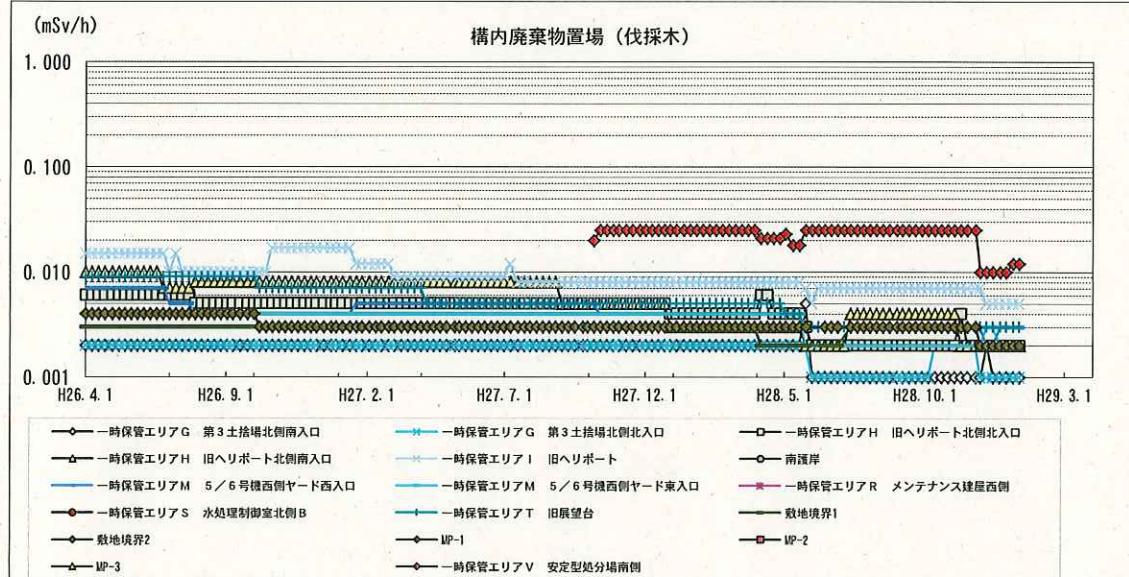 (mSv/h)
構内廃棄物置場（伐採木）
1.000
0.100
0.010
0.001
H26.4.1 H26.9.1 H27.2.1 H27.7.1 H27.12.1 H28.5.1 H28.10.1 H29.3.1
一時保管エリアG 第3土捨場北側南入口 一時保管エリアG 第3土捨場北側北入口 一時保管エリアH 旧ヘリポート北側北入口
一時保管エリアH 旧ヘリポート北側南入口 一時保管エリアI 旧ヘリポート 南護岸
一時保管エリアM 5／6号機西側ヤード西入口 一時保管エリアM 5／6号機西側ヤード東入口 一時保管エリアR メンテナンス建屋西側
一時保管エリアS 水処理制御室北側B 一時保管エリアT 旧展望台 敷地境界1
敷地境界2 MP-1 MP-2
MP-3 一時保管エリアV 安定型処分場南側